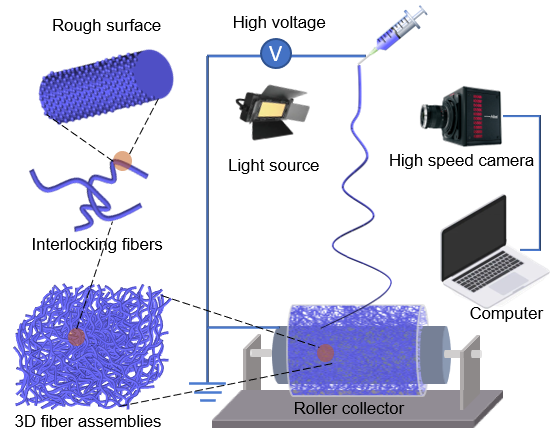 Rough surface
High voltage
V
Light source
High speed camera
Interlocking fibers
Computer
3D fiber assemblies
Roller collector